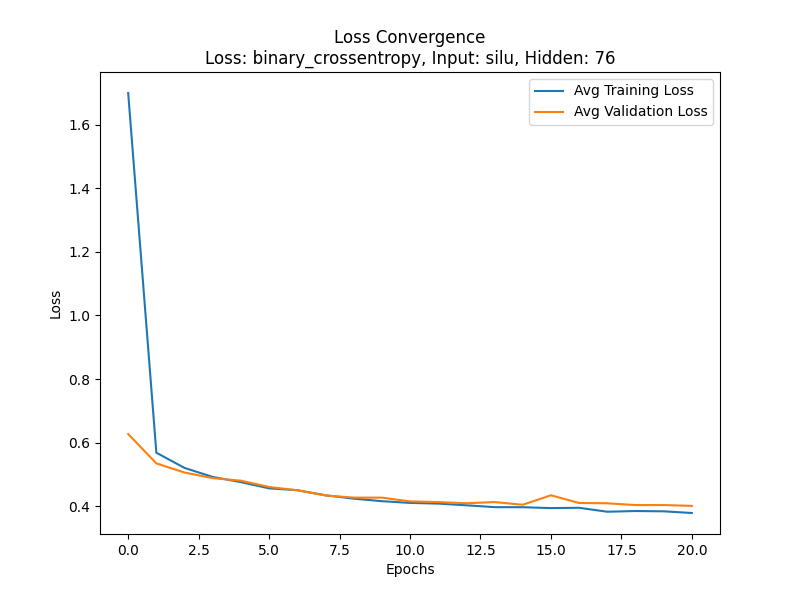 Loss Convergence
Loss: binary_crossentropy, Input: silu, Hidden: 76
Avg Training Loss
Avg Validation Loss
1.6
1.4
1.2
1.0
0.8
0.6
0.4
Loss
0.0 2.5 5.0 7.5 10.0 12.5 15.0 17.5 20.0
Epochs